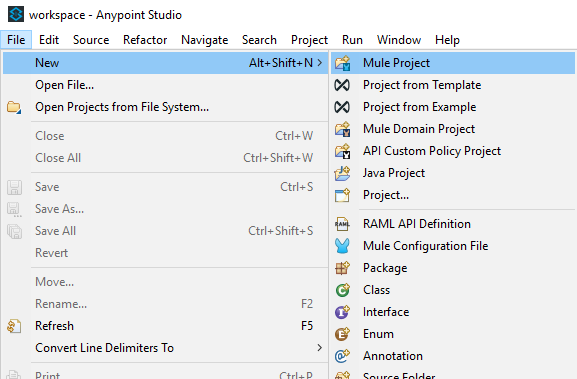 workspace - Anypoint Studio
File Edit Source Refactor Navigate Search Project Run Window Help
New Alt+Shift+N >
Open File...
Open Projects from File System...
Close Ctrl+W
Close All Ctrl+Shift+W
Save Ctrl+S
Save As...
Save All Ctrl+Shift+S
Revert
Move...
Rename... F2
Refresh F5
Convert Line Delimiters To >
Print... Ctrl+P
Mule Project
Project from Template
Project from Example
Mule Domain Project
API Custom Policy Project
Java Project
Project...
RAML API Definition
Mule Configuration File
Package
Class
Interface
Enum
Annotation
Source Folder